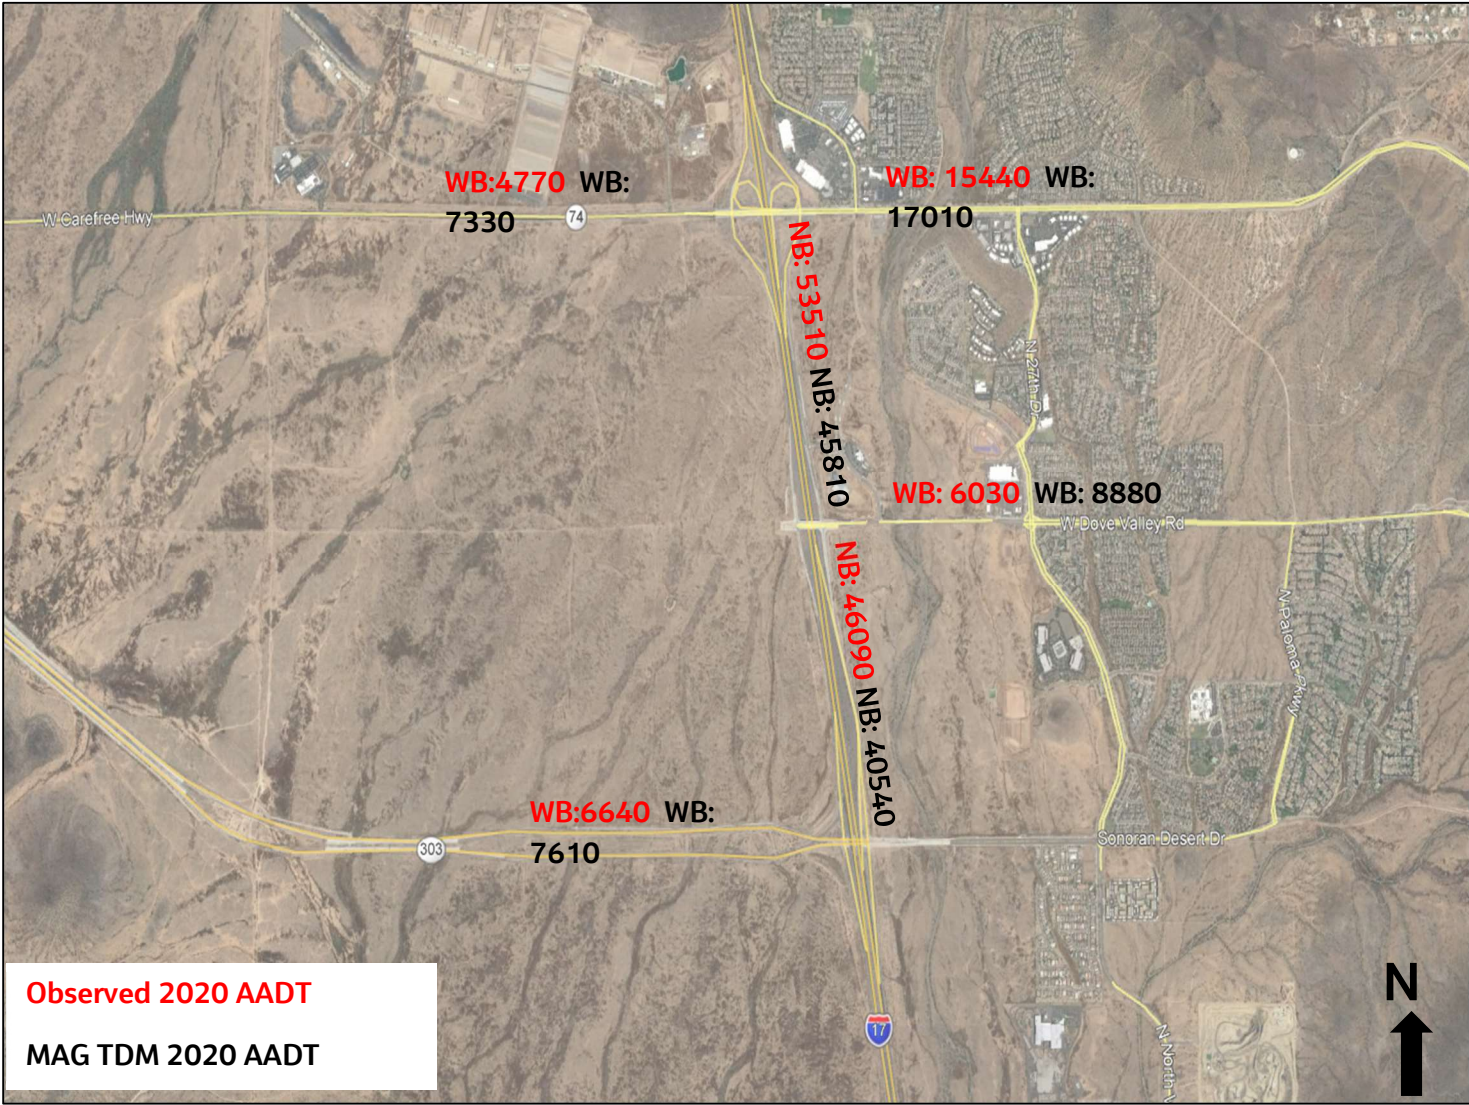 WB:4770 WB:
7330
WB: 15440 WB:
17010
W Carefree Hwy
74
NB: 53510 NB: 45810
N 27th Dr
WB: 6030 WB: 8880
W Dove Valley Rd
NB: 46090 NB: 40540
N Paloma Pkwy
WB:6640 WB:
7610
303
Sonoran Desert Dr
Observed 2020 AADT
MAG TDM 2020 AADT
17
N North
N